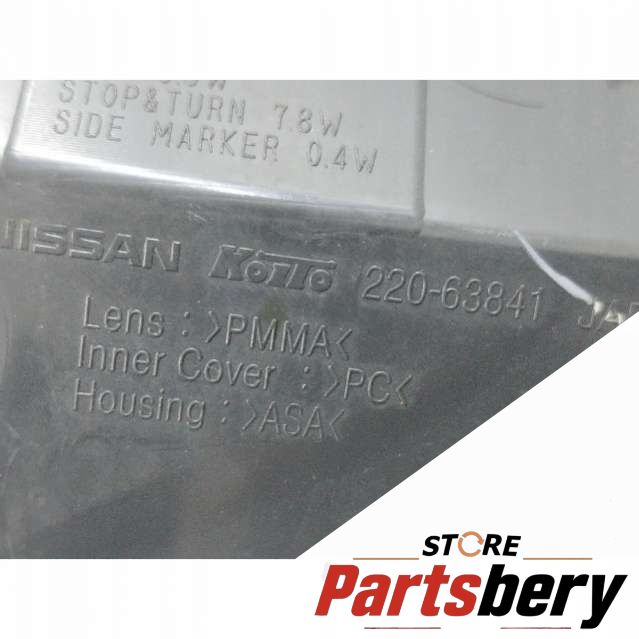 STOP&TURN 7.8W
SIDE MARKER 0.4W
NISSAN KOITO 220-63841
Lens : >PMMA<
Inner Cover : >PC<
Housing : >ASA<
STORE
Partsbery